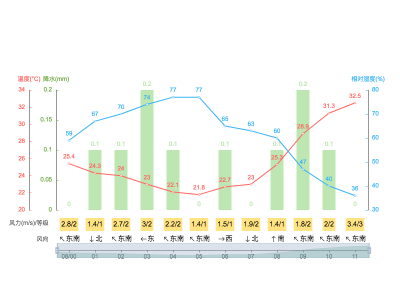 温度(°C) 降水(mm) 相对湿度(%)
34 0.2 80
32 0.15 70
30
28 0.1 60
26
24 0.05 50
22 40
20 0 30
59 67 70 74 77 77 65 63 60 47 40 36
25.4 24.3 24 23 22.1 21.8 22.7 23 28.8 31.3 32.5
0 0.1 0.1 0.2 0.1 0 0.1 0 0.1 0.2 0.1 0
风力(m/s)/等级 2.8/2 1.4/1 2.7/2 3/2 2.2/2 1.4/1 1.5/1 1.9/2 1.4/1 1.8/2 2/2 3.4/3
风向 ↖东南 ↓北 ↖东南 ←东 ↖东南 ↖东南 →西 ↓北 ↑南 ↖东南 ↖东南 ↖东南
08/00 01 02 03 04 05 06 07 08 09 10 11